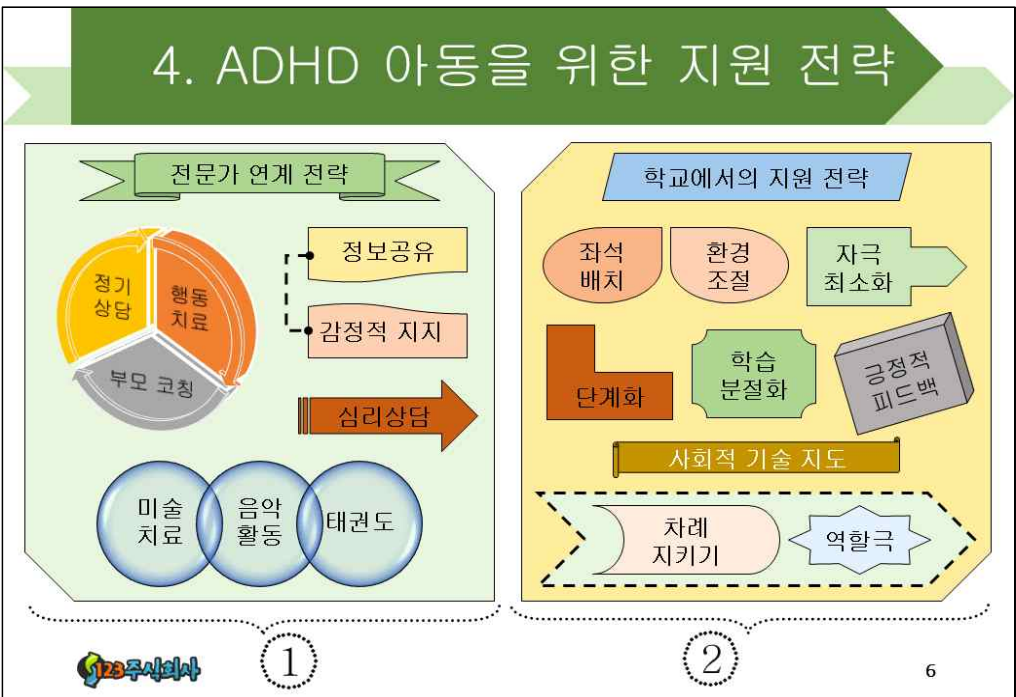 4. ADHD 아동을 위한 지원 전략
전문가 연계 전략
정기
상담
행동
치료
부모 코칭
정보공유
감정적 지지
심리상담
미술
치료
음악
활동
태권도
①
학교에서의 지원 전략
좌석
배치
환경
조절
자극
최소화
단계화
학습
분절화
긍정적
피드백
사회적 기술 지도
차례
지키기
역할극
②
123주식회사
6